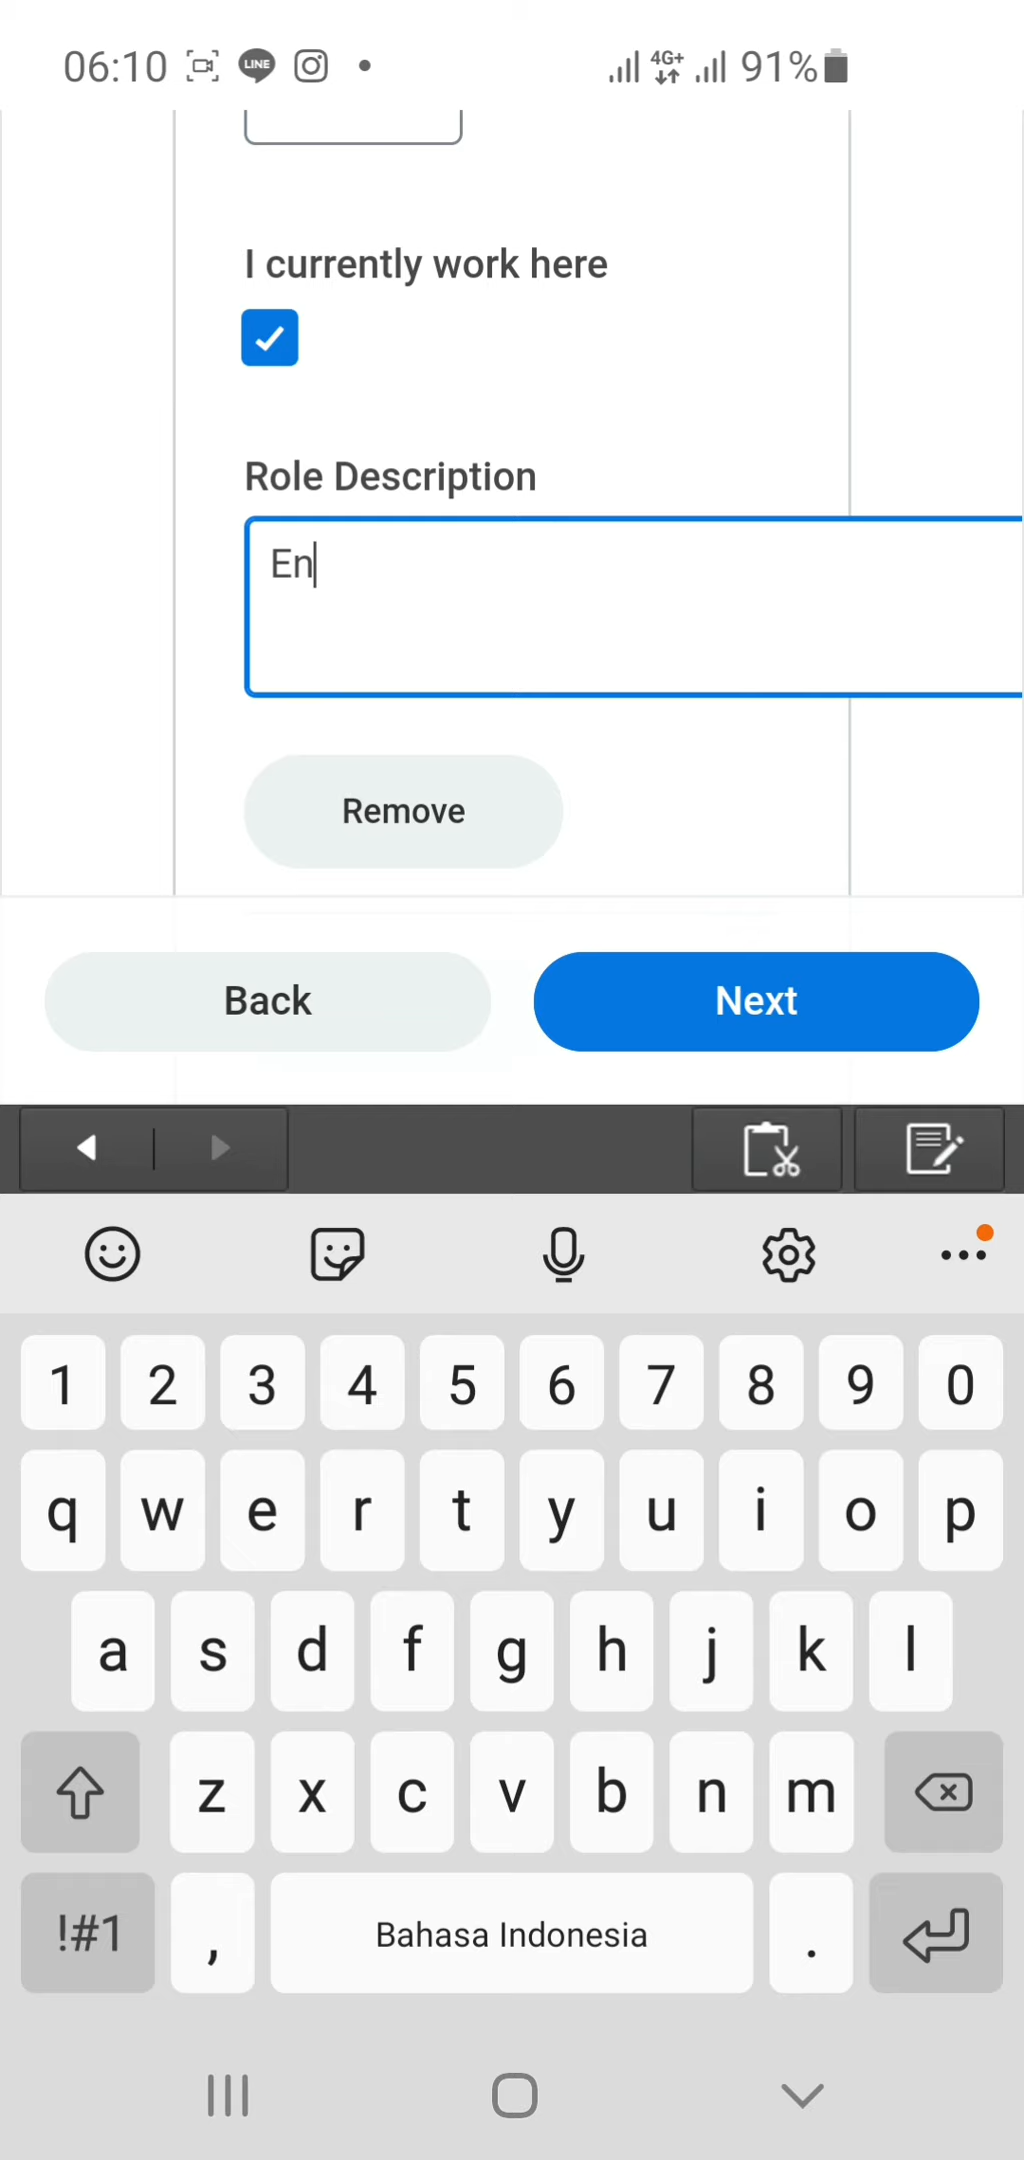 06:10 LINE 4G+ 91%
I currently work here
Role Description
En
Remove
Back Next
1 2 3 4 5 6 7 8 9 0
q w e r t y u i o p
a s d f g h j k l
z x c v b n m
!#1 , Bahasa Indonesia .